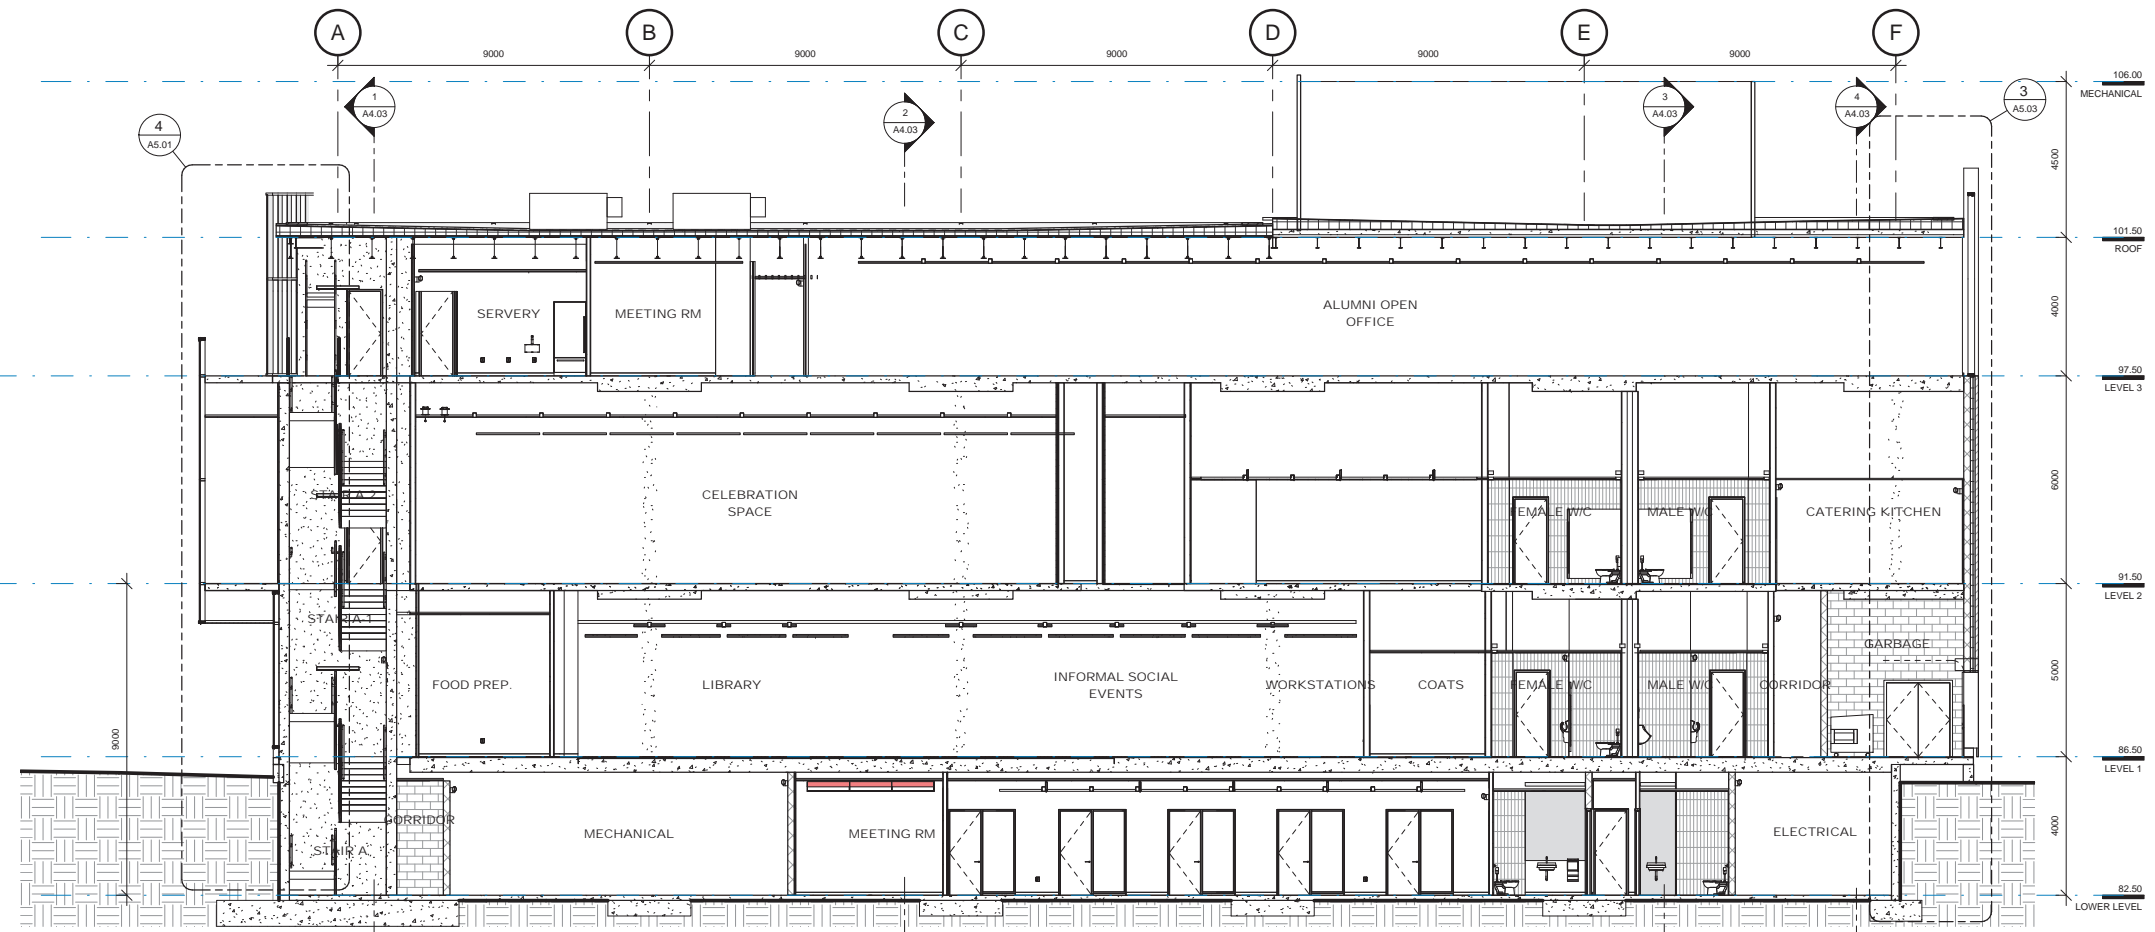 A
B
C
D
E
F
9000
9000
9000
9000
9000
106.00
MECHANICAL
1
A4.03
2
A4.03
3
A4.03
4
A4.03
3
A5.03
4
A5.01
4500
101.50
ROOF
SERVERY
MEETING RM
ALUMNI OPEN
OFFICE
4000
97.50
LEVEL 3
STAIR A-2
CELEBRATION
SPACE
FEMALE W/C
MALE W/C
CATERING KITCHEN
6000
91.50
LEVEL 2
STAIR A-1
GARBAGE
FOOD PREP.
LIBRARY
INFORMAL SOCIAL
EVENTS
WORKSTATIONS
COATS
FEMALE W/C
MALE W/C
CORRIDOR
5000
9000
86.50
LEVEL 1
CORRIDOR
MECHANICAL
MEETING RM
ELECTRICAL
STAIR A
4000
82.50
LOWER LEVEL